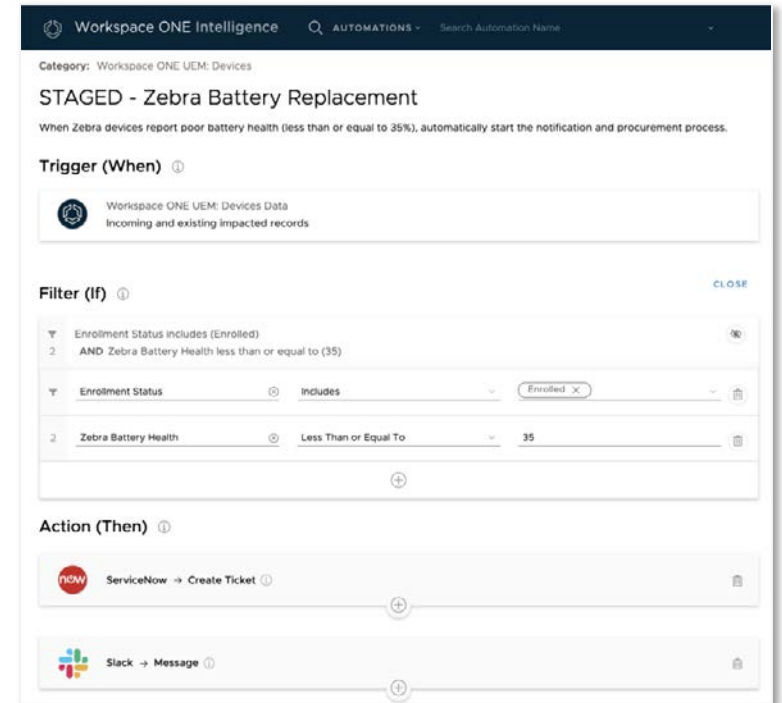 Workspace ONE Intelligence AUTOMATIONS Search Automation Name
Category: Workspace ONE UEM: Devices
STAGED - Zebra Battery Replacement
When Zebra devices report poor battery health (less than or equal to 35%), automatically start the notification and procurement process.
Trigger (When)
Workspace ONE UEM: Devices Data
Incoming and existing impacted records
CLOSE
Filter (If)
Enrollment Status includes (Enrolled)
2 AND Zebra Battery Health less than or equal to (35)
Enrollment Status Includes Enrolled
2 Zebra Battery Health Less Than or Equal To 35
Action (Then)
now ServiceNow → Create Ticket
Slack → Message